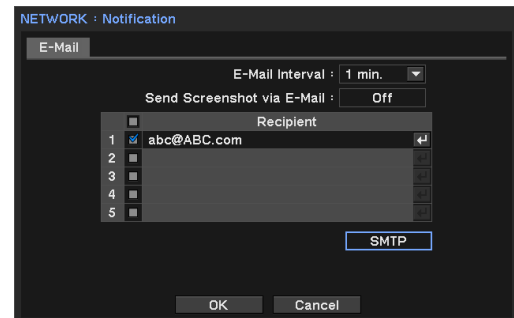 NETWORK : Notification
E-Mail
E-Mail Interval : 1 min.
Send Screenshot via E-Mail : Off
Recipient
1 abc@ABC.com
2
3
4
5
SMTP
OK Cancel